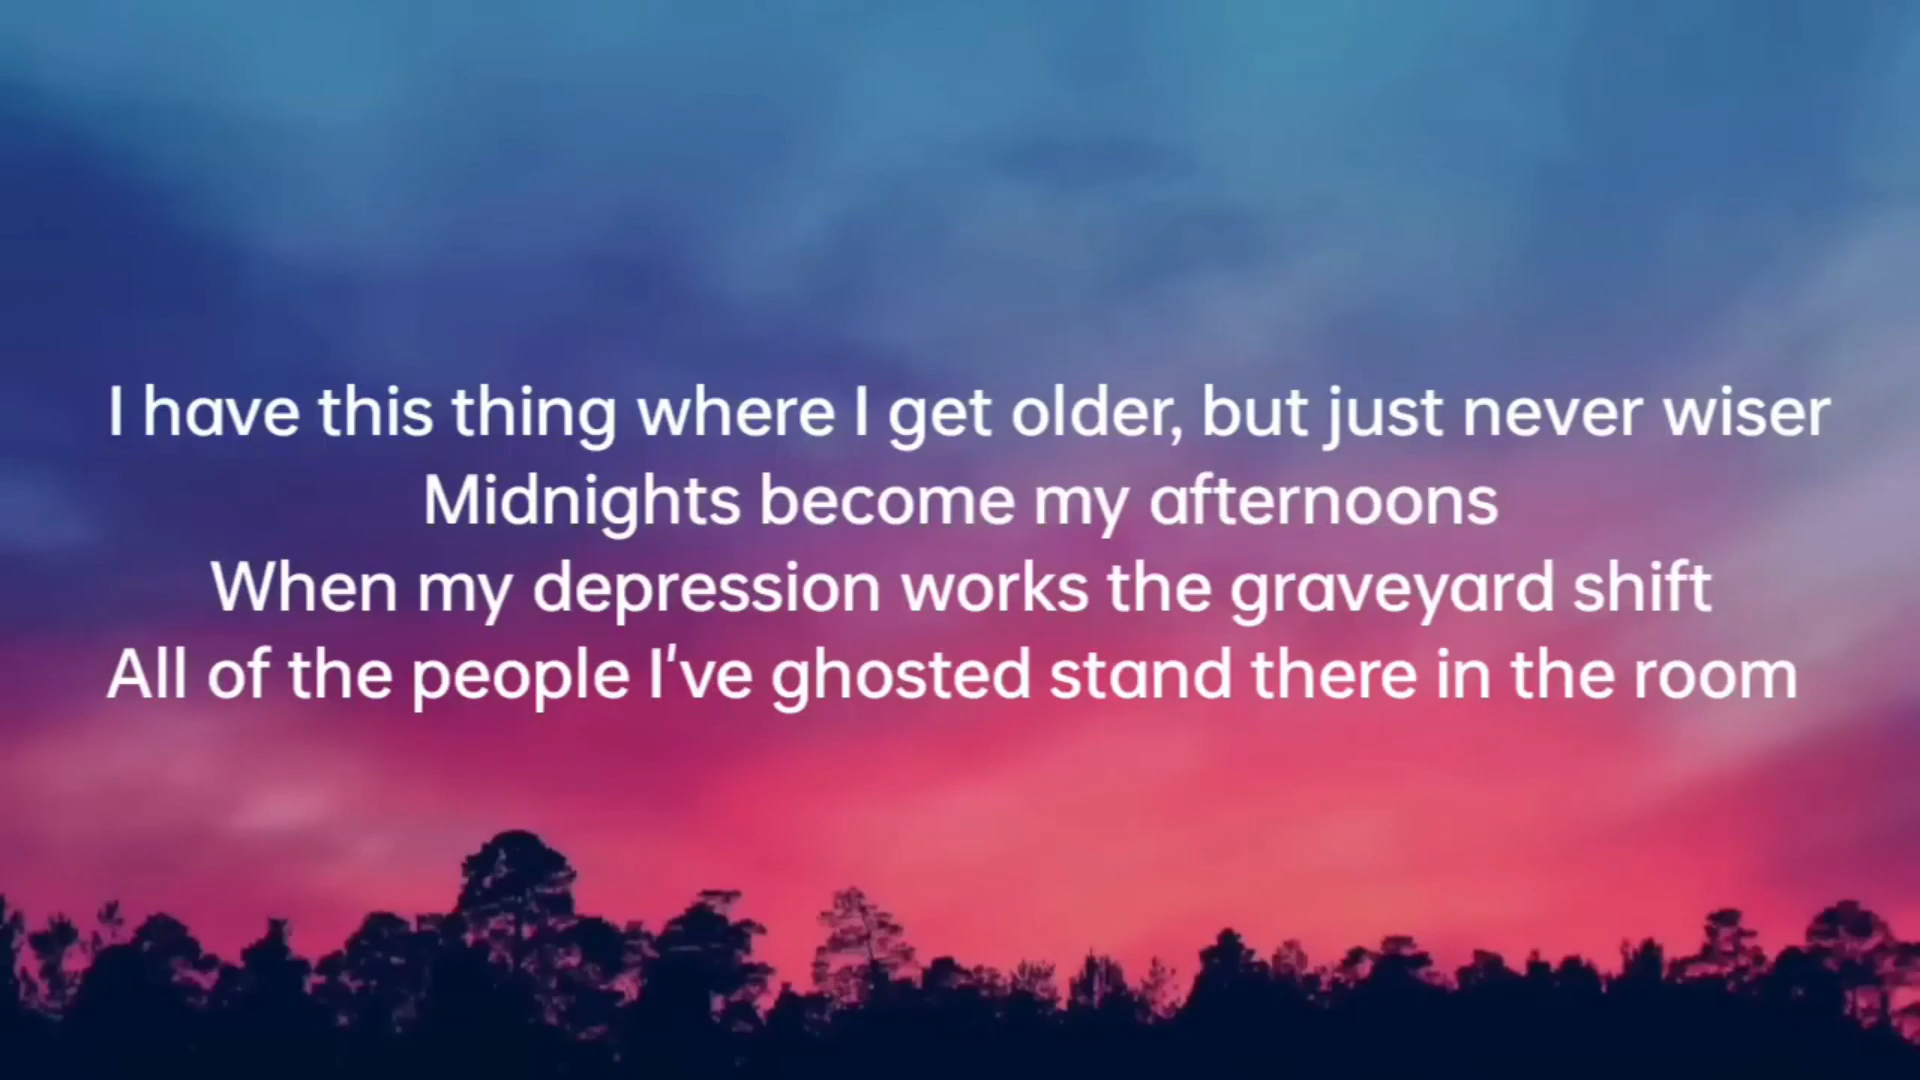 I have this thing where I get older, but just never wiser
Midnights become my afternoons
When my depression works the graveyard shift
All of the people I've ghosted stand there in the room